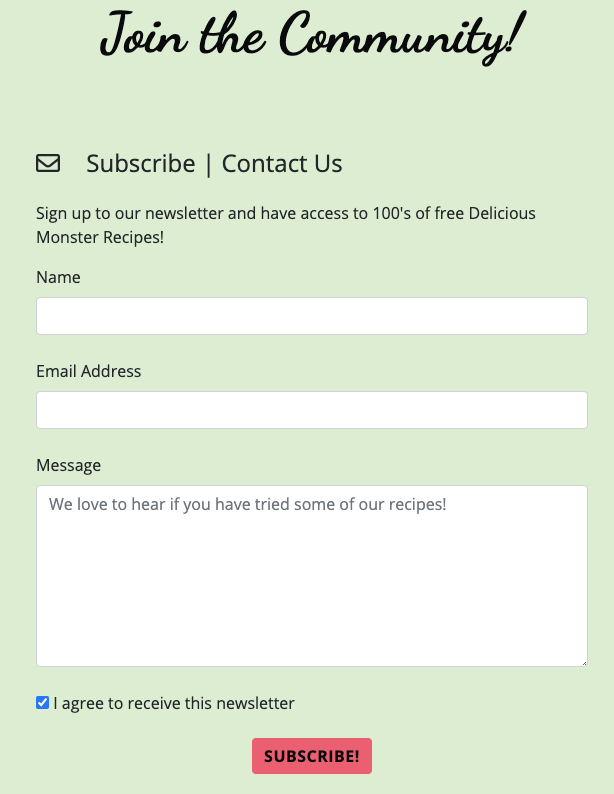 Join the Community!
Subscribe | Contact Us
Sign up to our newsletter and have access to 100's of free Delicious
Monster Recipes!
Name
Email Address
Message
We love to hear if you have tried some of our recipes!
I agree to receive this newsletter
SUBSCRIBE!